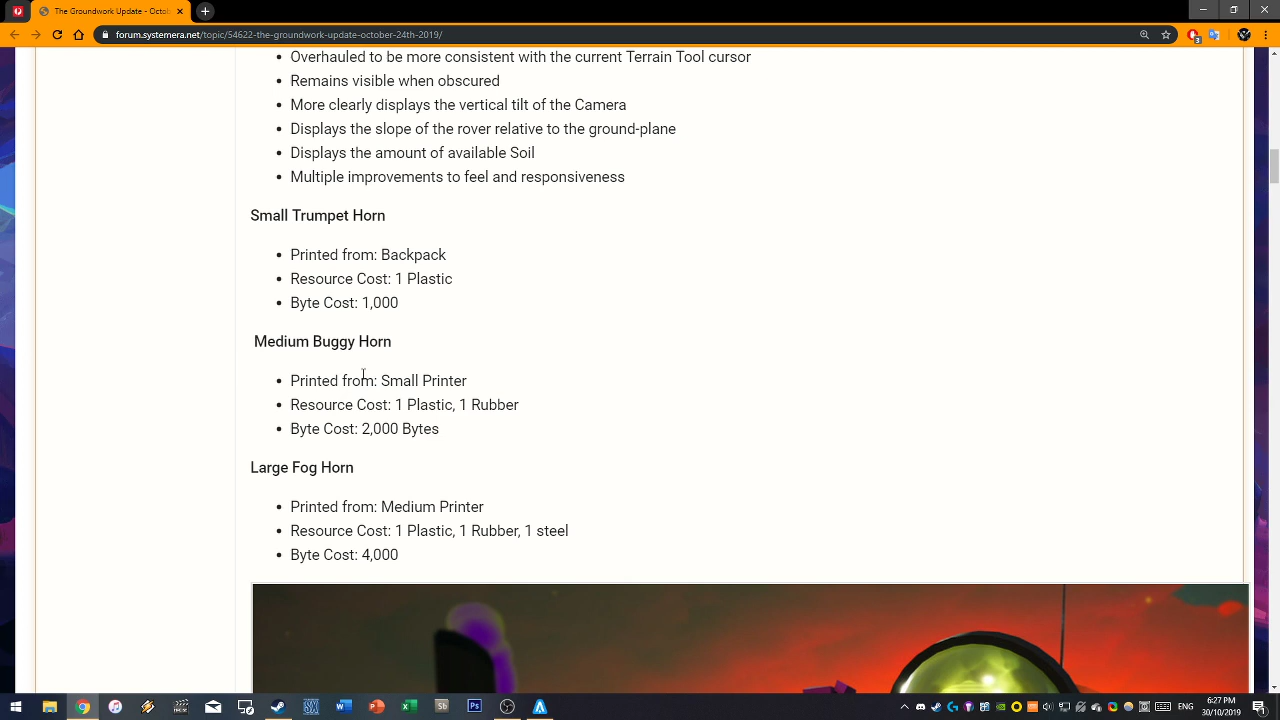 The Groundwork Update - Octob
forum.systemera.net/topic/54622-the-groundwork-update-october-24th-2019/
Overhauled to be more consistent with the current Terrain Tool cursor
Remains visible when obscured
More clearly displays the vertical tilt of the Camera
Displays the slope of the rover relative to the ground-plane
Displays the amount of available Soil
Multiple improvements to feel and responsiveness
Small Trumpet Horn
Printed from: Backpack
Resource Cost: 1 Plastic
Byte Cost: 1,000
Medium Buggy Horn
Printed from: Small Printer
Resource Cost: 1 Plastic, 1 Rubber
Byte Cost: 2,000 Bytes
Large Fog Horn
Printed from: Medium Printer
Resource Cost: 1 Plastic, 1 Rubber, 1 steel
Byte Cost: 4,000
ENG
6:27 PM
30/10/2019